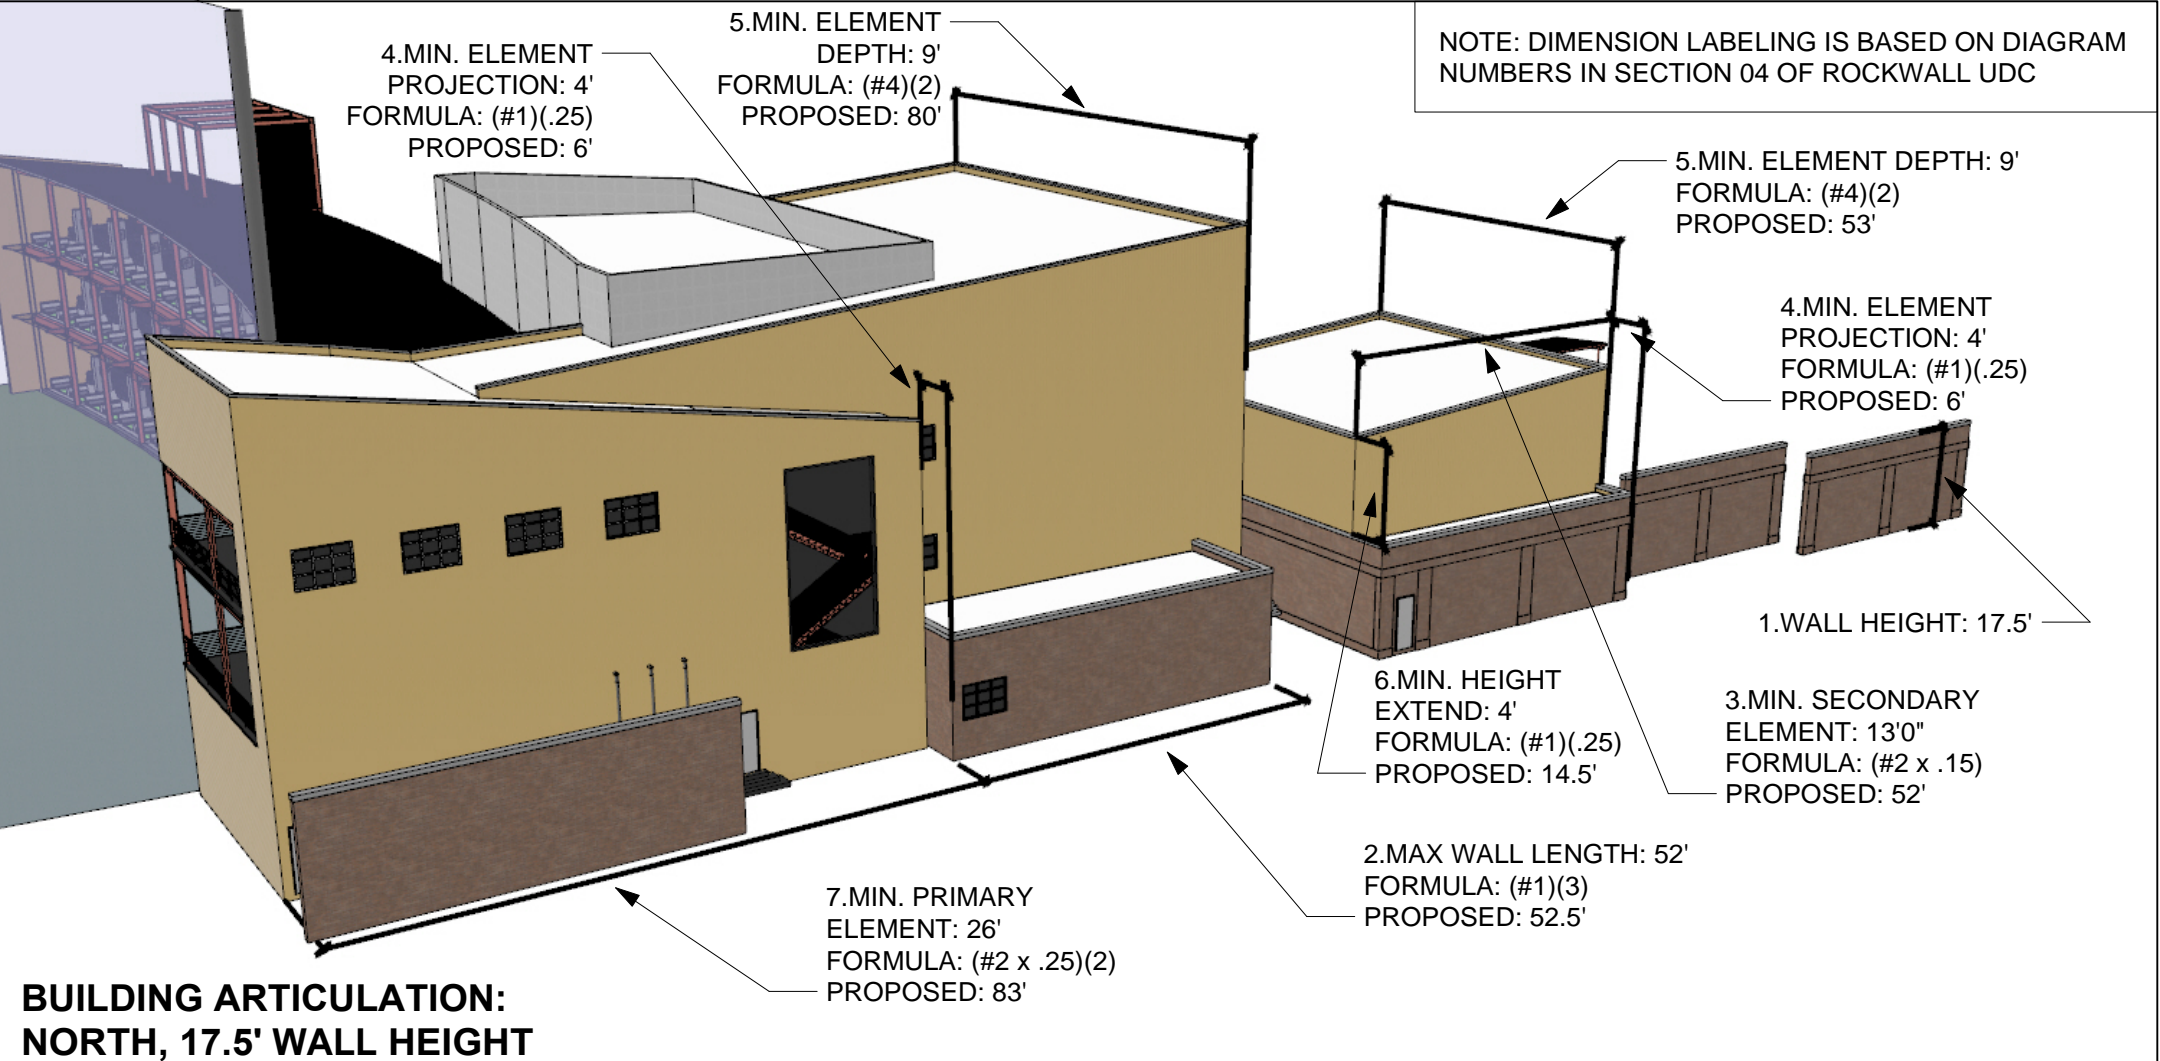 5.MIN. ELEMENT
DEPTH: 9'
FORMULA: (#4)(2)
PROPOSED: 80'
4.MIN. ELEMENT
PROJECTION: 4'
FORMULA: (#1)(.25)
PROPOSED: 6'
NOTE: DIMENSION LABELING IS BASED ON DIAGRAM
NUMBERS IN SECTION 04 OF ROCKWALL UDC
5.MIN. ELEMENT DEPTH: 9'
FORMULA: (#4)(2)
PROPOSED: 53'
4.MIN. ELEMENT
PROJECTION: 4'
FORMULA: (#1)(.25)
PROPOSED: 6'
1.WALL HEIGHT: 17.5'
6.MIN. HEIGHT
EXTEND: 4'
FORMULA: (#1)(.25)
PROPOSED: 14.5'
3.MIN. SECONDARY
ELEMENT: 13'0"
FORMULA: (#2 x .15)
PROPOSED: 52'
2.MAX WALL LENGTH: 52'
FORMULA: (#1)(3)
PROPOSED: 52.5'
7.MIN. PRIMARY
ELEMENT: 26'
FORMULA: (#2 x .25)(2)
PROPOSED: 83'
BUILDING ARTICULATION:
NORTH, 17.5' WALL HEIGHT